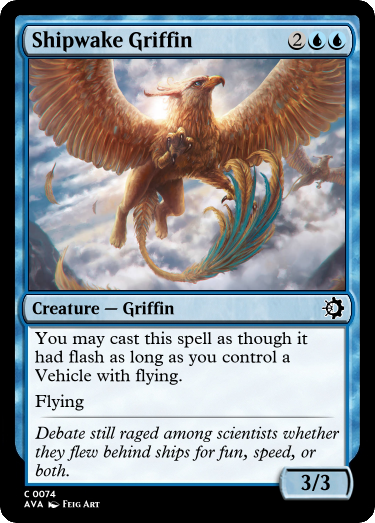 Shipwake Griffin 2
Creature — Griffin
You may cast this spell as though it
had flash as long as you control a
Vehicle with flying.
Flying
Debate still raged among scientists whether
they flew behind ships for fun, speed, or
both.
3/3
C 0074
AVA Feig Art